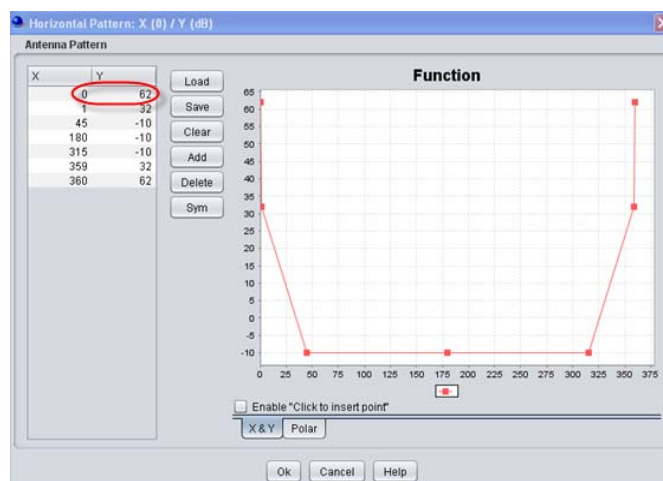 Horizontal Pattern: X (0) / Y (dB)
Antenna Pattern
X Y
0 62
1 32
45 -10
180 -10
315 -10
359 32
360 62
Load
Save
Clear
Add
Delete
Sym
Function
65
60
55
50
45
40
35
30
25
20
15
10
5
0
-5
-10
0 25 50 75 100 125 150 175 200 225 250 275 300 325 350 375
Enable "Click to insert point"
X & Y Polar
Ok Cancel Help